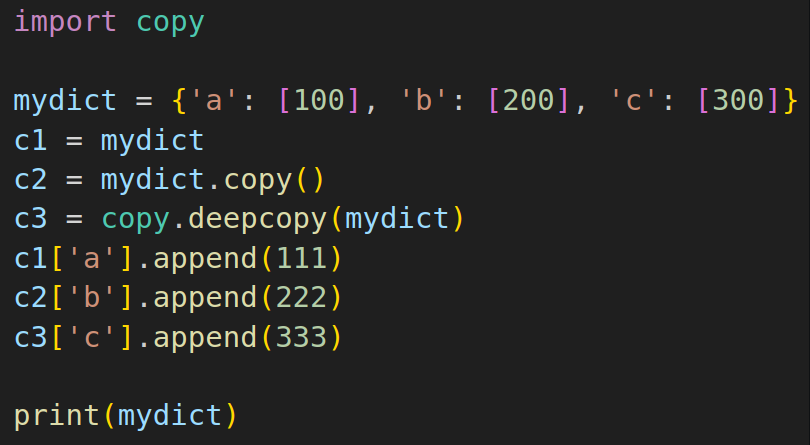 import copy

mydict = {'a': [100], 'b': [200], 'c': [300]}
c1 = mydict
c2 = mydict.copy()
c3 = copy.deepcopy(mydict)
c1['a'].append(111)
c2['b'].append(222)
c3['c'].append(333)

print(mydict)